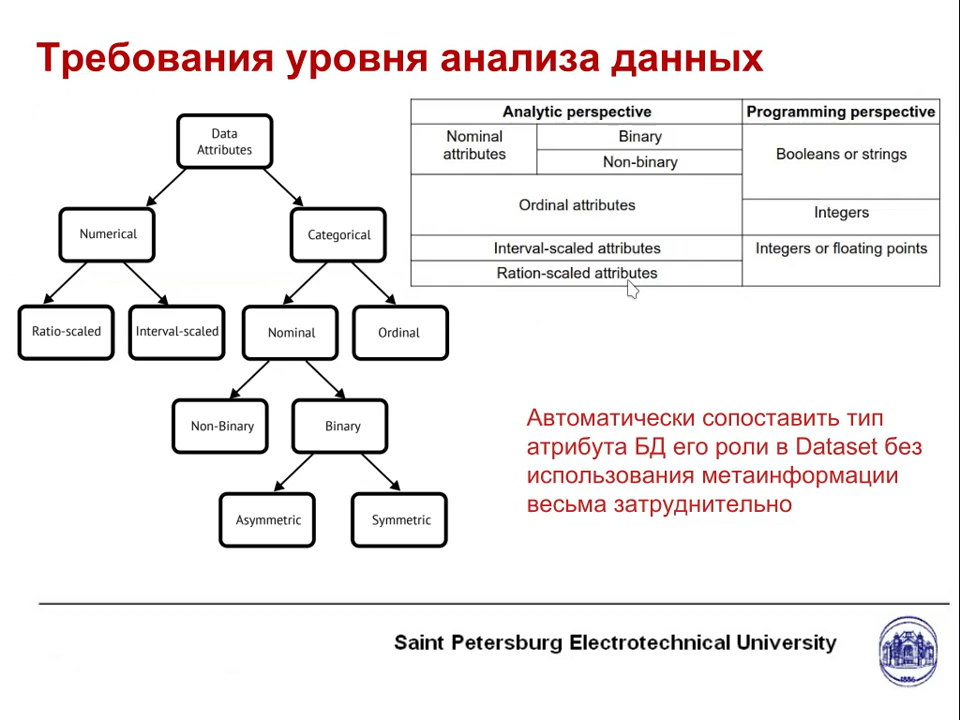 Требования уровня анализа данных
Data
Attributes
Numerical
Categorical
Ratio-scaled
Interval-scaled
Nominal
Ordinal
Non-Binary
Binary
Asymmetric
Symmetric
Analytic perspective
Programming perspective
Nominal
attributes
Binary
Non-binary
Booleans or strings
Ordinal attributes
Integers
Interval-scaled attributes
Integers or floating points
Ration-scaled attributes
Автоматически сопоставить тип
атрибута БД его роли в Dataset без
использования метаинформации
весьма затруднительно
Saint Petersburg Electrotechnical University
1886